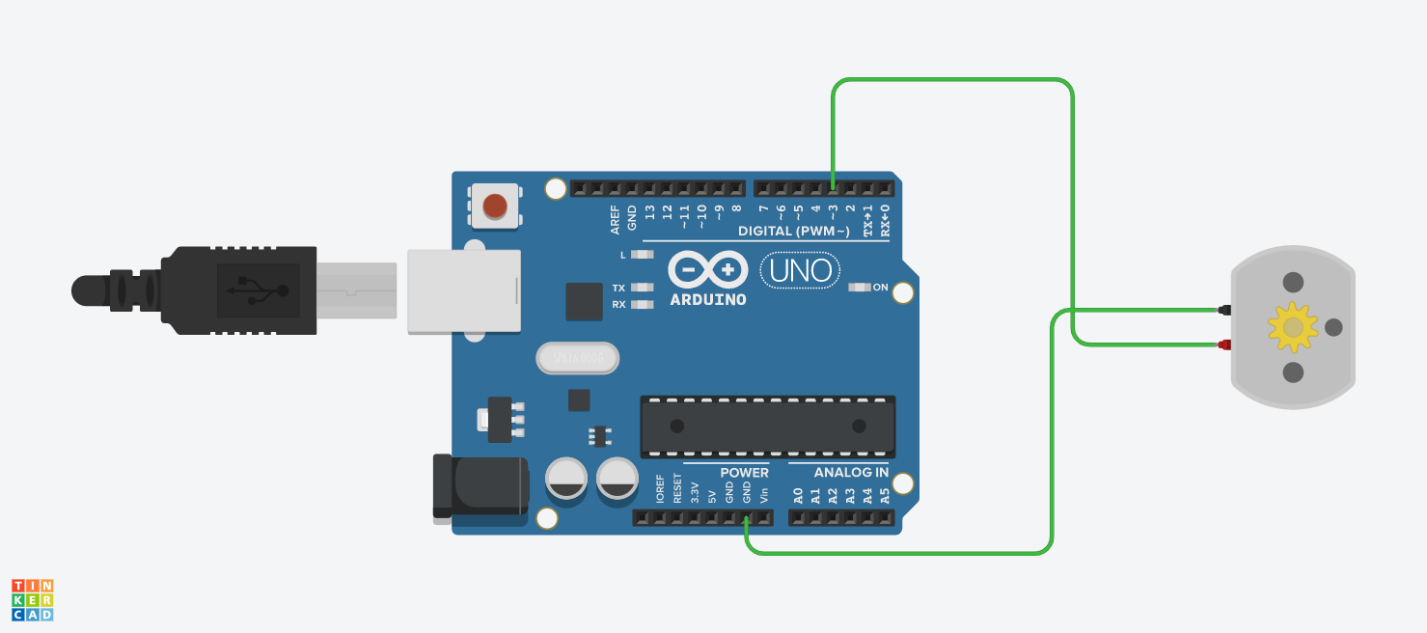 AREF
GND
13
12
~11
~10
~9
8
7
~6
~5
4
~3
2
TX→1
RX←0
DIGITAL (PWM~)
L
TX
RX
UNO
ON
ARDUINO
POWER
ANALOG IN
IOREF
RESET
3.3V
5V
GND
GND
Vin
A0
A1
A2
A3
A4
A5
TIN
KER
CAD